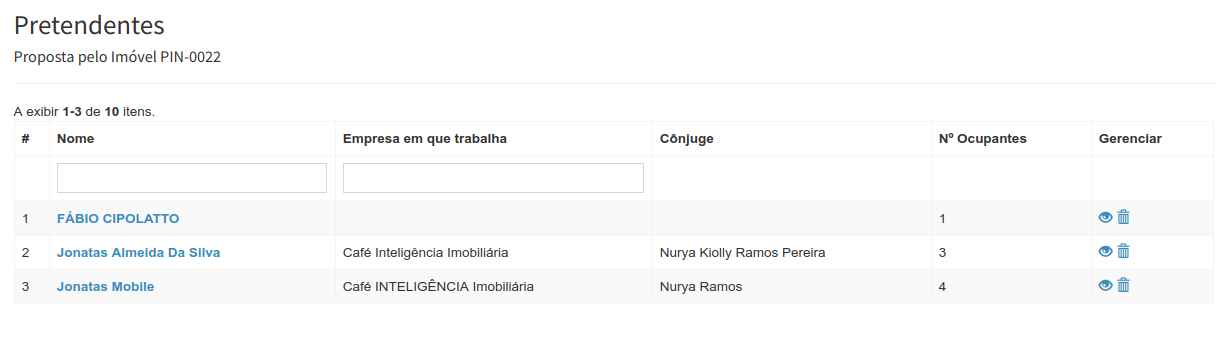 Pretendentes
Proposta pelo Imóvel PIN-0022
A exibir 1-3 de 10 itens.
# Nome Empresa em que trabalha Cônjuge Nº Ocupantes Gerenciar
1 FÁBIO CIPOLATTO 1
2 Jonatas Almeida Da Silva Café Inteligência Imobiliária Nurya Kiolly Ramos Pereira 3
3 Jonatas Mobile Café INTELIGÊNCIA Imobiliária Nurya Ramos 4